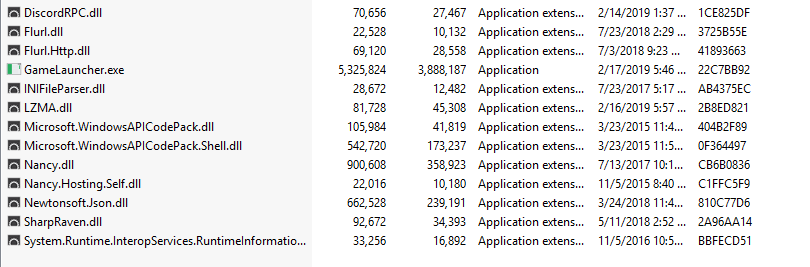 DiscordRPC.dll 70,656 27,467 Application extens... 2/14/2019 1:37 ... 1CE825DF
Flurl.dll 22,528 10,132 Application extens... 7/23/2018 2:29 ... 3725B55E
Flurl.Http.dll 69,120 28,558 Application extens... 7/3/2018 9:23 ... 41893663
GameLauncher.exe 5,325,824 3,888,187 Application 2/17/2019 5:46 ... 22C7BB92
INIFileParser.dll 28,672 12,482 Application extens... 7/23/2017 5:17 ... AB4375EC
LZMA.dll 81,728 45,308 Application extens... 2/16/2019 5:57 ... 2B8ED821
Microsoft.WindowsAPICodePack.dll 105,984 41,819 Application extens... 3/23/2015 11:4... 404B2F89
Microsoft.WindowsAPICodePack.Shell.dll 542,720 173,237 Application extens... 3/23/2015 11:5... 0F364497
Nancy.dll 900,608 358,923 Application extens... 7/13/2017 10:1... CB6B0836
Nancy.Hosting.Self.dll 22,016 10,180 Application extens... 11/5/2015 8:40 ... C1FFC5F9
Newtonsoft.Json.dll 662,528 239,191 Application extens... 3/24/2018 11:4... 810C77D6
SharpRaven.dll 92,672 34,393 Application extens... 5/11/2018 2:52 ... 2A96AA14
System.Runtime.InteropServices.RuntimeInformatio... 33,256 16,892 Application extens... 11/5/2016 10:5... BBFECD51